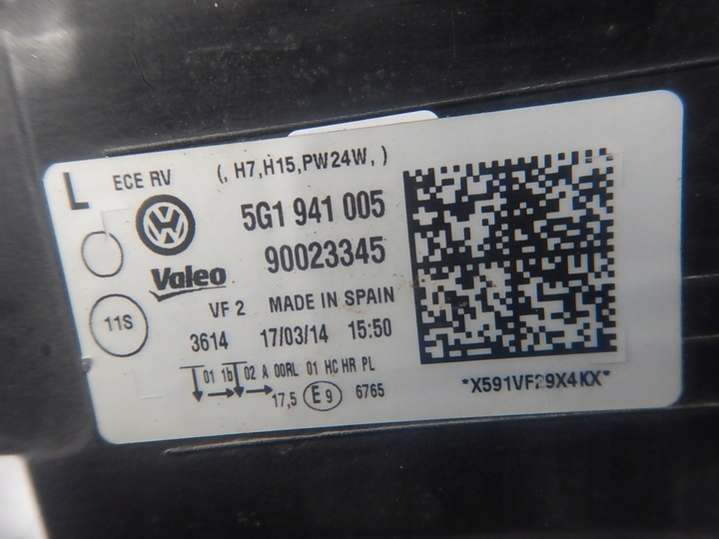 L ECE RV (, H7,H15,PW24W, )
5G1 941 005
Valeo 90023345
VF 2 MADE IN SPAIN
11S
3614 17/03/14 15:50
01 1b 02 A 00RL 01 HC HR PL
17,5 E9 6765